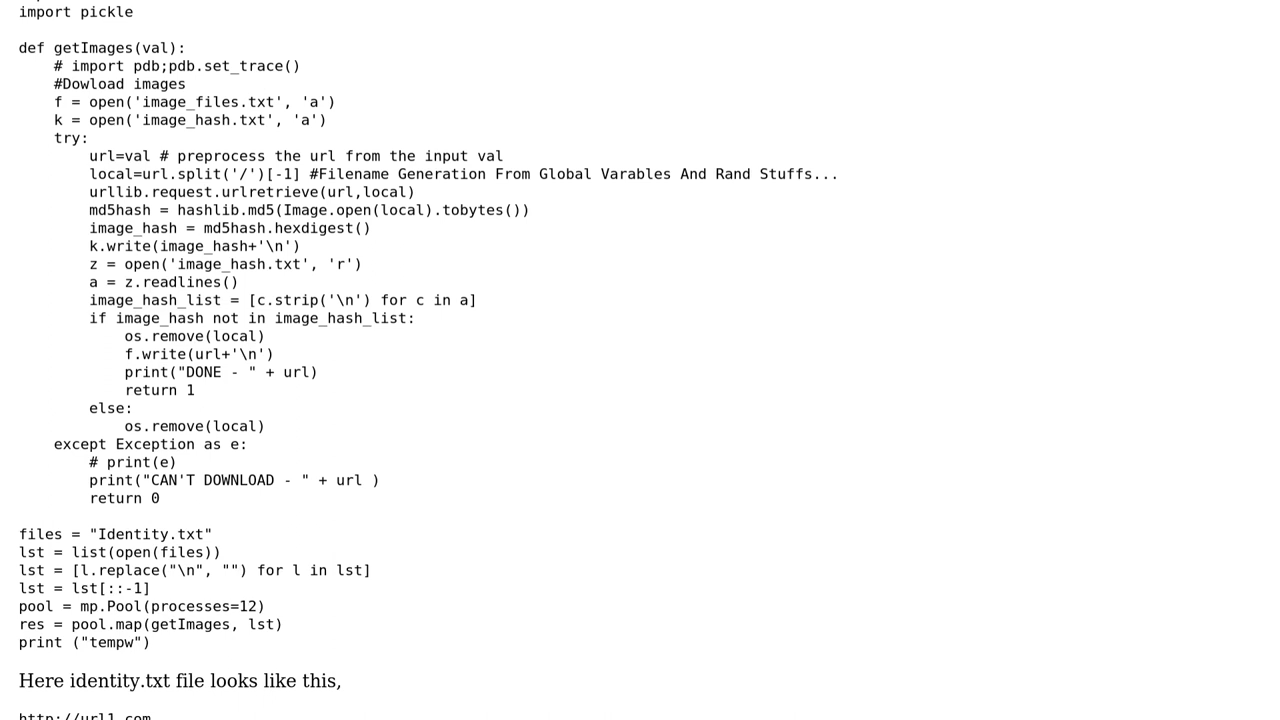 import pickle

def getImages(val):
    # import pdb;pdb.set_trace()
    #Dowload images
    f = open('image_files.txt', 'a')
    k = open('image_hash.txt', 'a')
    try:
        url=val # preprocess the url from the input val
        local=url.split('/')[-1] #Filename Generation From Global Varables And Rand Stuffs...
        urllib.request.urlretrieve(url,local)
        md5hash = hashlib.md5(Image.open(local).tobytes())
        image_hash = md5hash.hexdigest()
        k.write(image_hash+'\n')
        z = open('image_hash.txt', 'r')
        a = z.readlines()
        image_hash_list = [c.strip('\n') for c in a]
        if image_hash not in image_hash_list:
            os.remove(local)
            f.write(url+'\n')
            print("DONE - " + url)
            return 1
        else:
            os.remove(local)
    except Exception as e:
        # print(e)
        print("CAN'T DOWNLOAD - " + url )
        return 0

files = "Identity.txt"
lst = list(open(files))
lst = [l.replace("\n", "") for l in lst]
lst = lst[::-1]
pool = mp.Pool(processes=12)
res = pool.map(getImages, lst)
print ("tempw")

Here identity.txt file looks like this,

http://url1.com